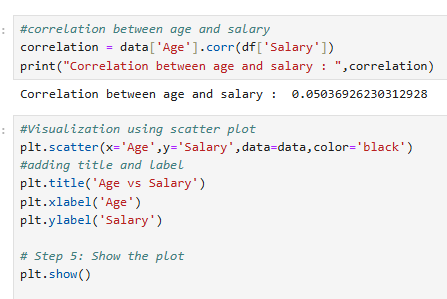 #correlation between age and salary
correlation = data['Age'].corr(df['Salary'])
print("Correlation between age and salary : ",correlation)
Correlation between age and salary :  0.05036926230312928
#Visualization using scatter plot
plt.scatter(x='Age',y='Salary',data=data,color='black')
#adding title and label
plt.title('Age vs Salary')
plt.xlabel('Age')
plt.ylabel('Salary')
# Step 5: Show the plot
plt.show()